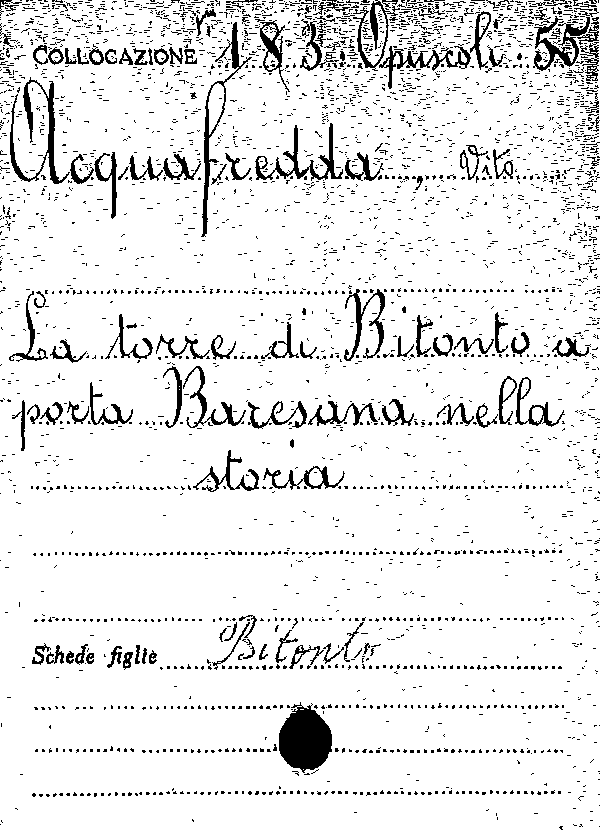 COLLOCAZIONE 183. Opuscoli. 55
Acquafredda, Vito
La torre di Bitonto a
porta Baresana nella
storia
Schede figlie Bitonto